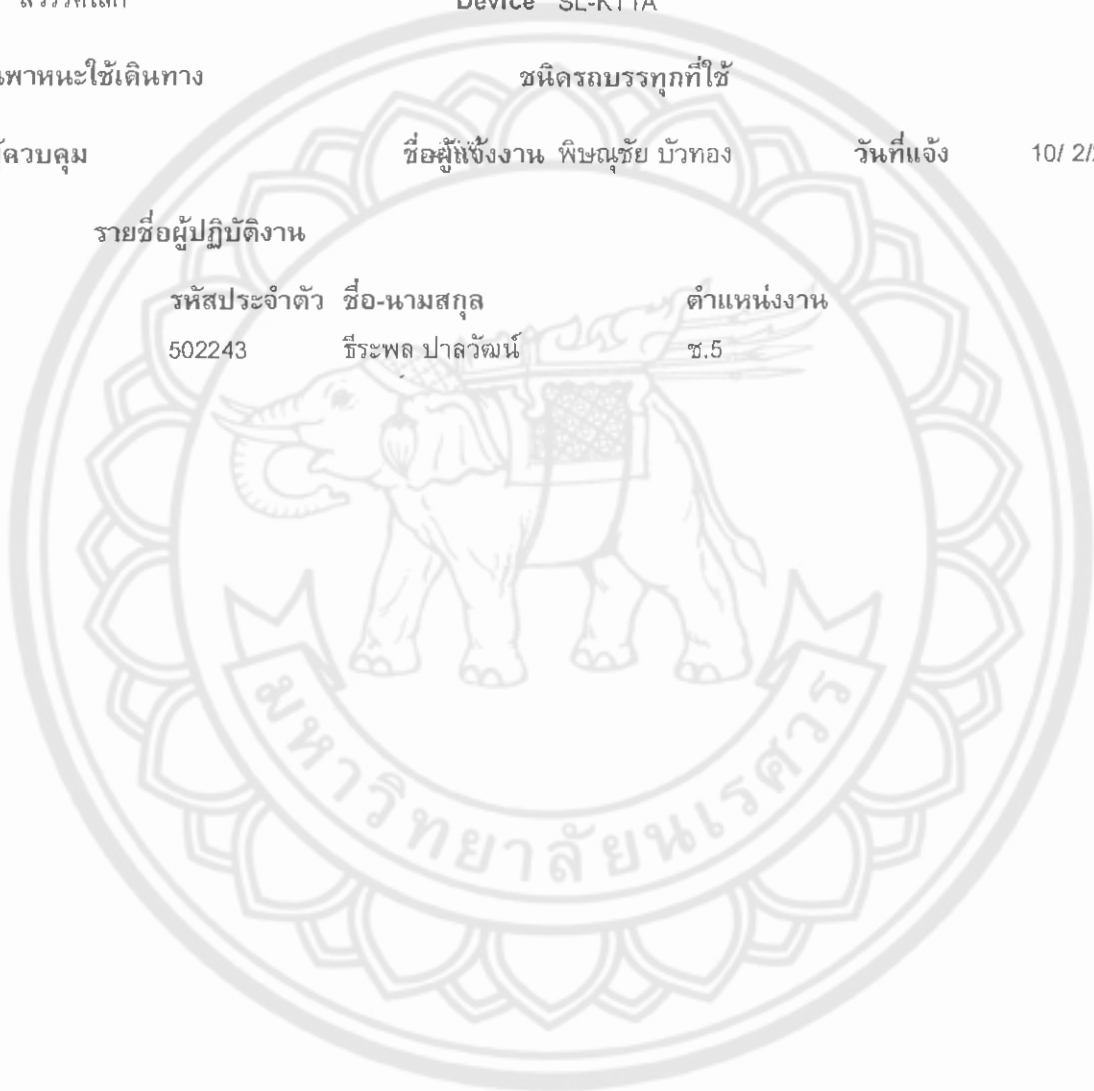 Device SL-KT1A
นพาหนะใช้เดินทาง ชนิดรถบรรทุกที่ใช้
ควบคุม ชื่อผู้แจ้งงาน พิษณุชัย บัวทอง วันที่แจ้ง 10/ 2/
รายชื่อผู้ปฏิบัติงาน
รหัสประจำตัว ชื่อ-นามสกุล ตำแหน่งงาน
502243 ธีระพล ปาลวัฒน์ ช.5
มหาวิทยาลัยนเรศวร